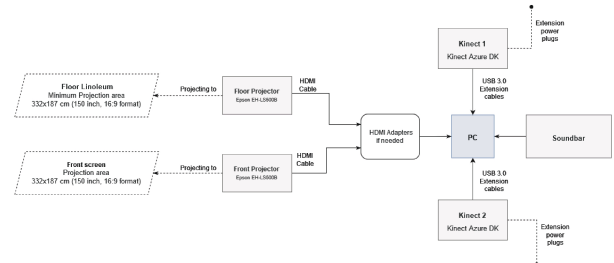 Floor Linoleum
Minimum Projection area
332x187 cm (150 inch, 16:9 format)
Projecting to
Floor Projector
Epson EH-LS500B
HDMI
Cable
Front screen
Projection area
332x187 cm (150 inch, 16:9 format)
Projecting to
Front Projector
Epson EH-LS500B
HDMI
Cable
HDMI Adapters
if needed
Kinect 1
Kinect Azure DK
Extension
power
plugs
USB 3.0
Extension
cables
PC
Soundbar
USB 3.0
Extension
cables
Kinect 2
Kinect Azure DK
Extension
power
plugs